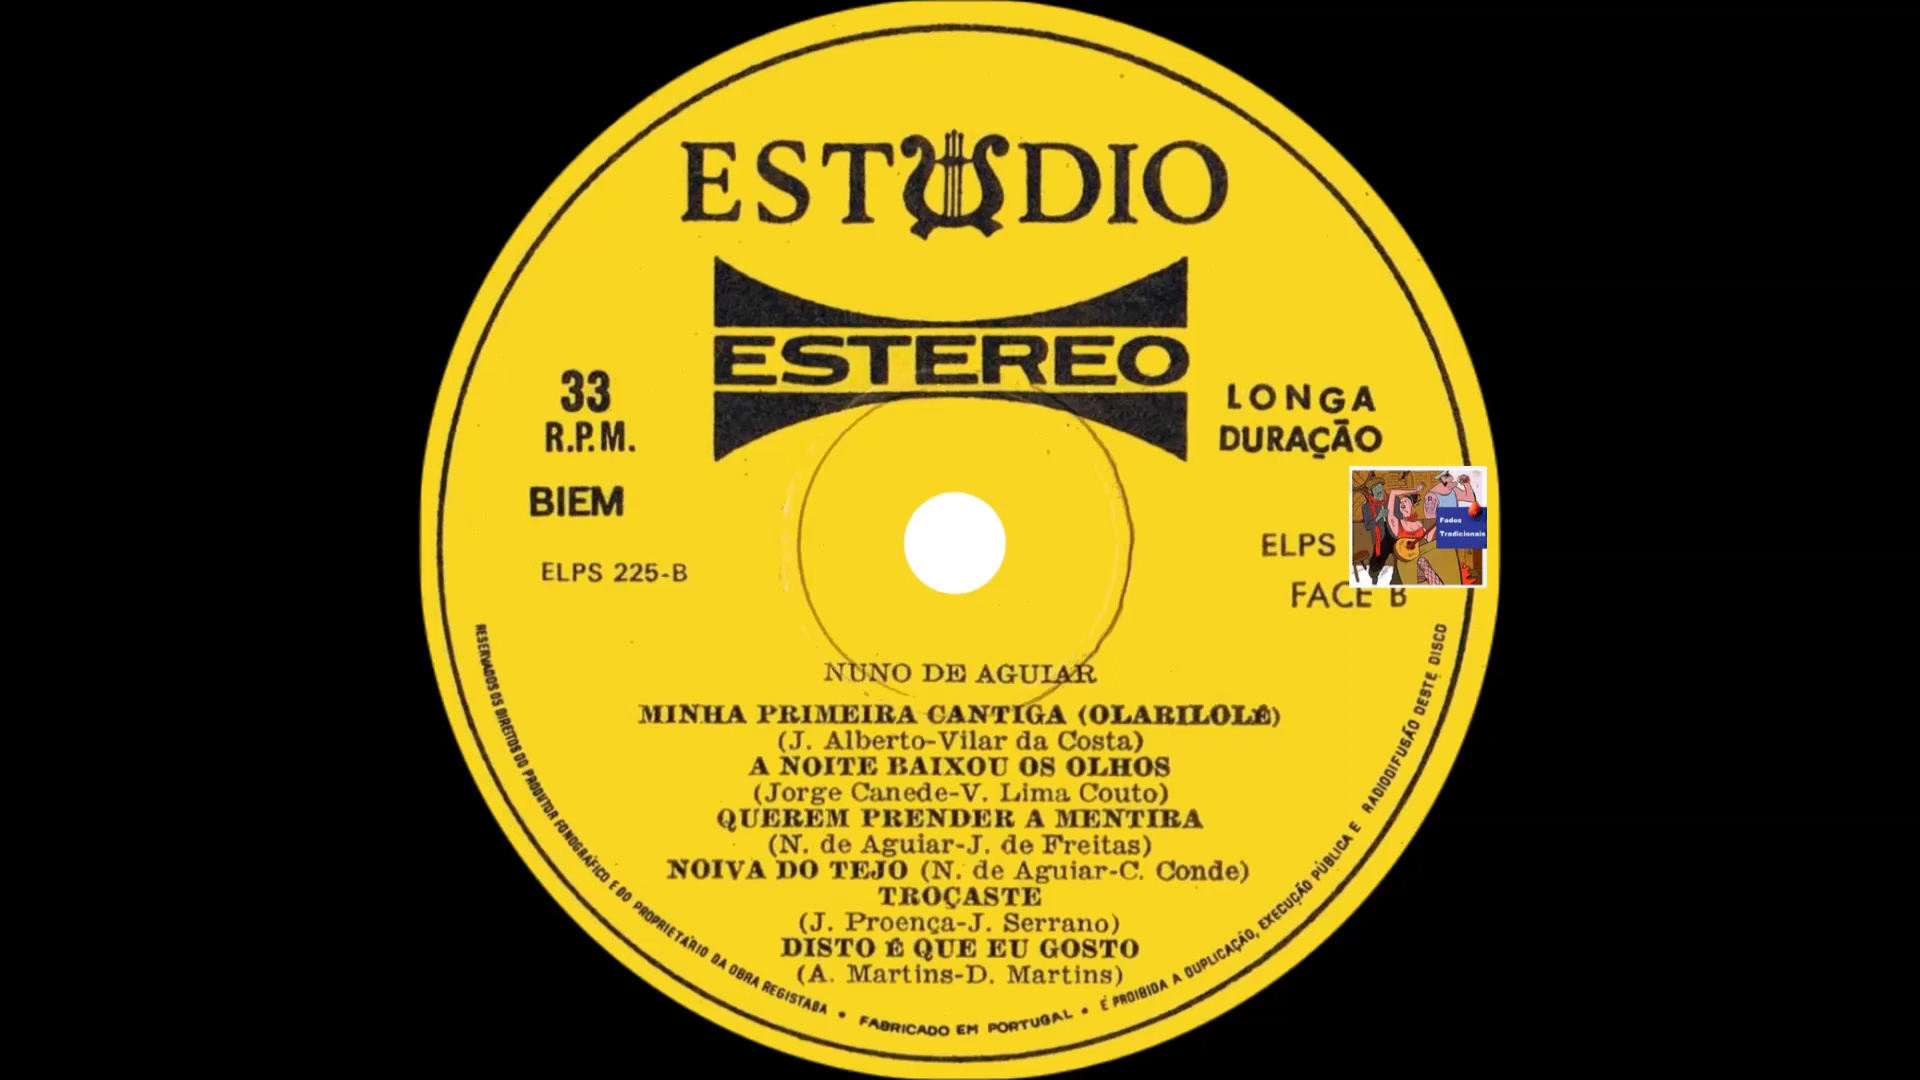 ESTUDIO
ESTEREO
33
R.P.M.
BIEM
ELPS 225-B
LONGA
DURAÇÃO
ELPS
FACE B
Fados
Tradicionais
NUNO DE AGUIAR
MINHA PRIMEIRA CANTIGA (OLARILOLÉ)
(J. Alberto-Vilar da Costa)
A NOITE BAIXOU OS OLHOS
(Jorge Canede-V. Lima Couto)
QUEREM PRENDER A MENTIRA
(N. de Aguiar-J. de Freitas)
NOIVA DO TEJO (N. de Aguiar-C. Conde)
TROÇASTE
(J. Proença-J. Serrano)
DISTO É QUE EU GOSTO
(A. Martins-D. Martins)
RESERVADOS OS DIREITOS DO PRODUTOR FONOGRÁFICO E DO PROPRIETÁRIO DA OBRA REGISTADA • FABRICADO EM PORTUGAL • É PROIBIDA A DUPLICAÇÃO, EXECUÇÃO PÚBLICA E RADIODIFUSÃO DESTE DISCO